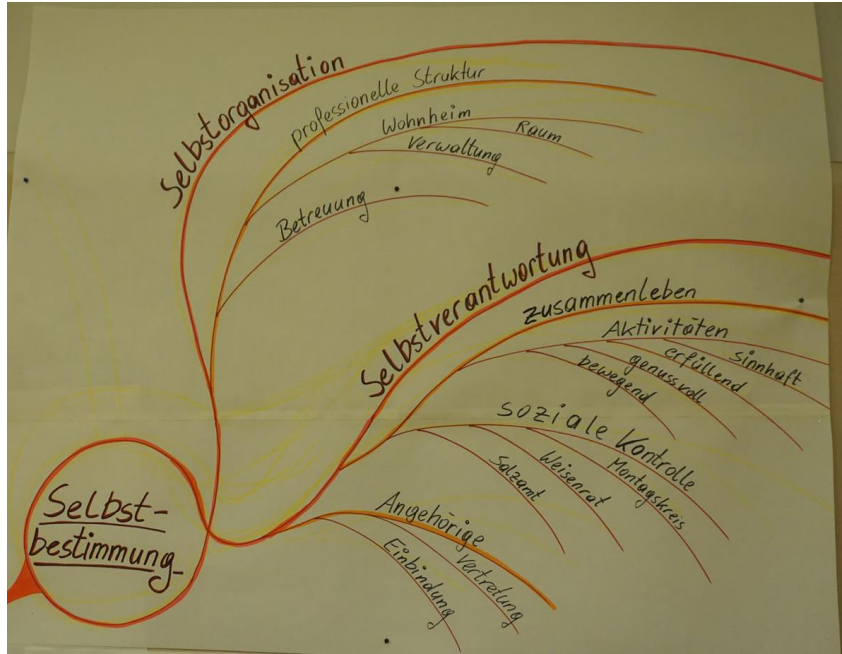 Selbstorganisation
professionelle Struktur
Wohnheim
Raum
Verwaltung
Betreuung
Selbstverantwortung
zusammenleben
Aktivitäten
sinnhaft
erfüllend
genussvoll
bewegend
soziale Kontrolle
Montagskreis
Weisenrat
Salzamt
Angehörige
Vertretung
Einbindung
Selbst-
bestimmung